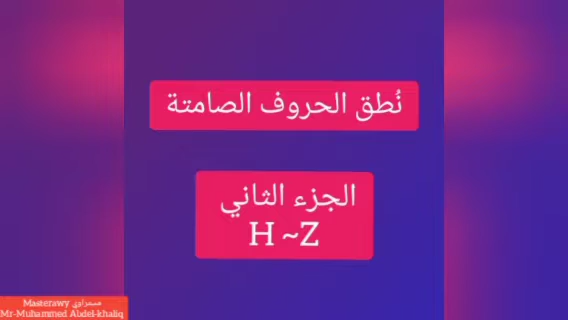 نُطق الحروف الصامتة
الجزء الثاني
H ~Z
Masterawy مسمراوي
Mr-Muhammed Abdel-khaliq